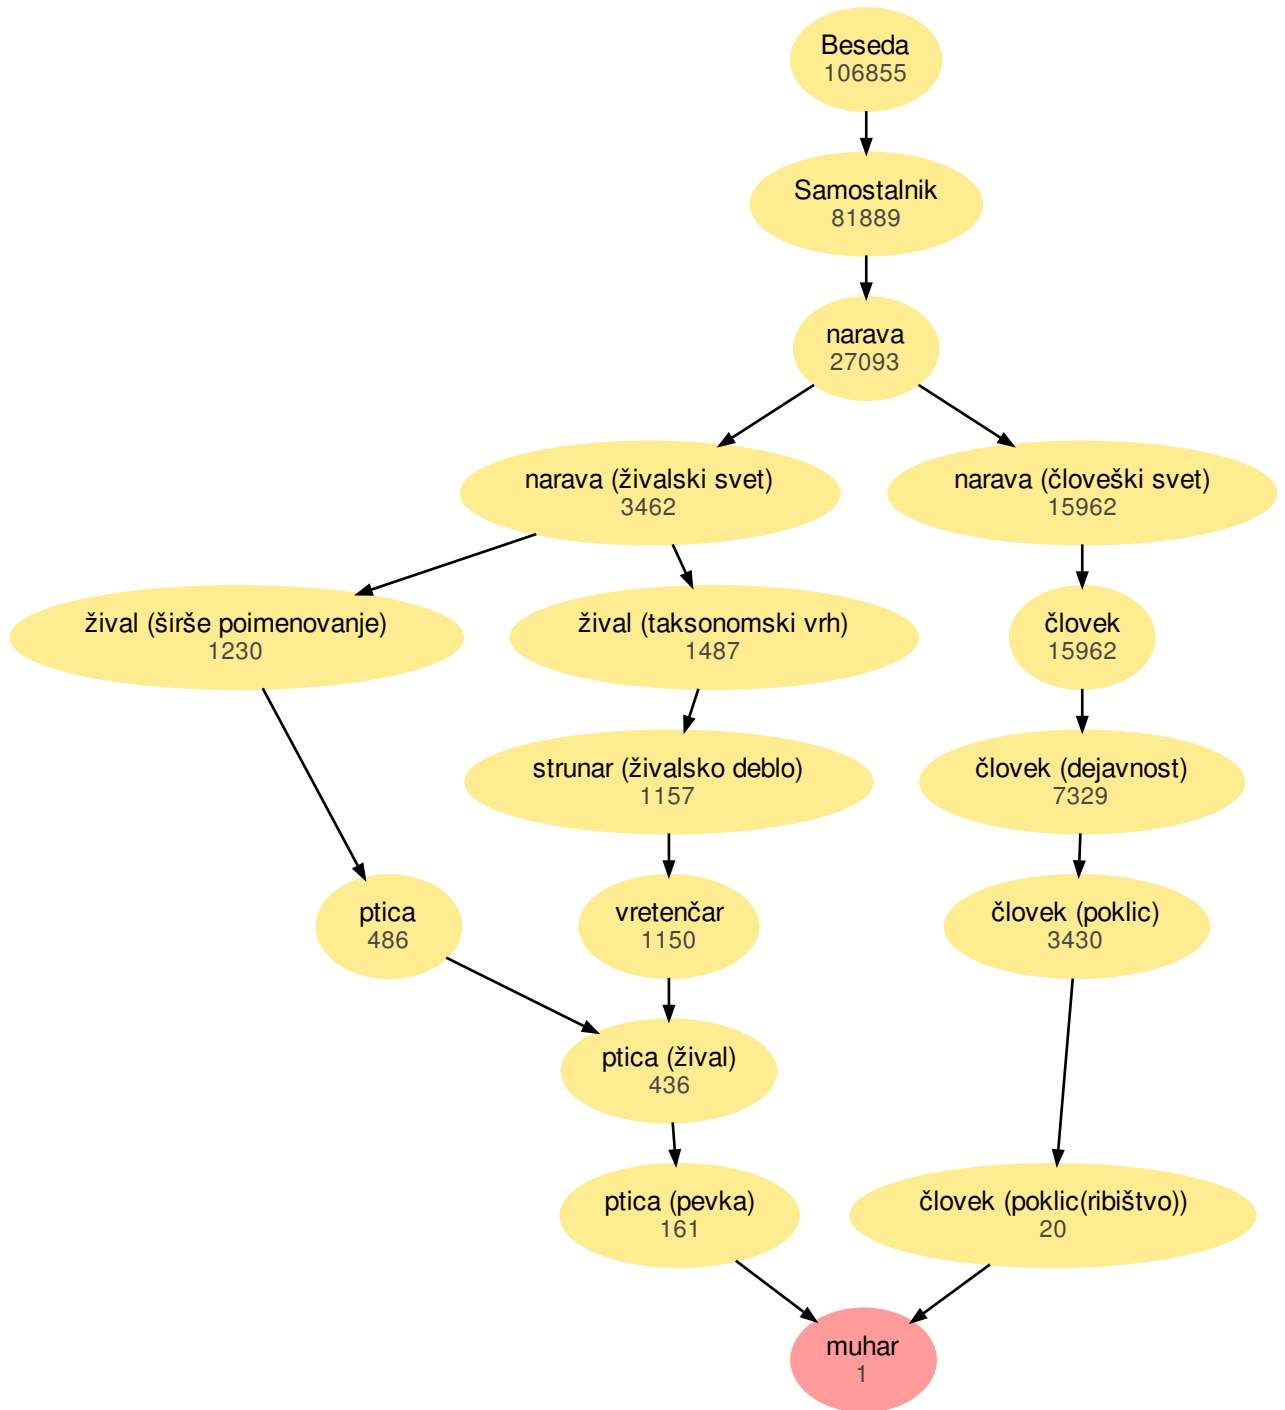 Beseda
106855
Samostalnik
81889
narava
27093
narava (živalski svet)
3462
narava (človeški svet)
15962
žival (širše poimenovanje)
1230
žival (taksonomski vrh)
1487
človek
15962
strunar (živalsko deblo)
1157
človek (dejavnost)
7329
ptica
486
vretenčar
1150
človek (poklic)
3430
ptica (žival)
436
ptica (pevka)
161
človek (poklic(ribištvo))
20
muhar
1